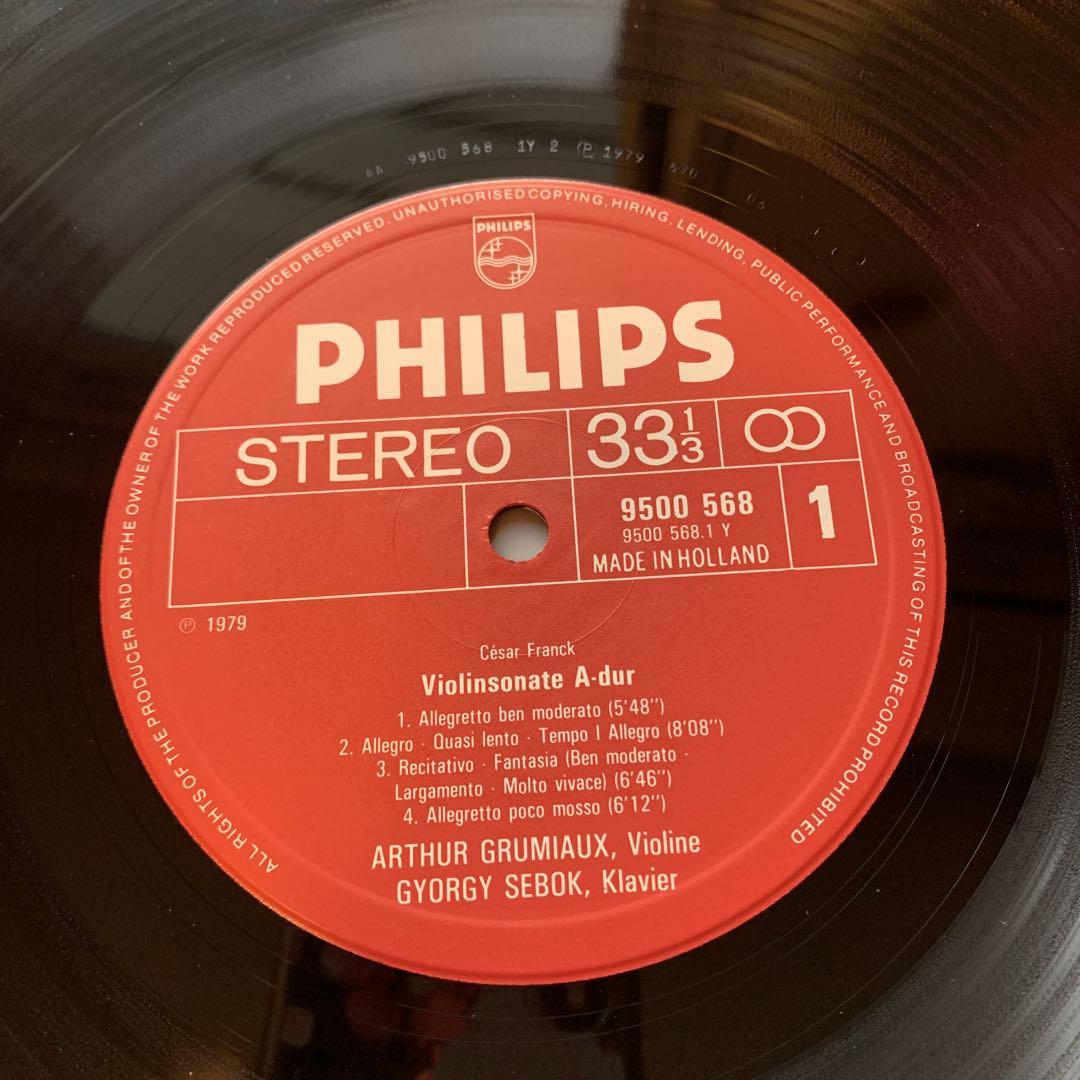 AA 9500 568 1Y 2 Ⓟ 1979 670 06
ALL RIGHTS OF THE PRODUCER AND OF THE OWNER OF THE WORK REPRODUCED RESERVED. UNAUTHORISED COPYING, HIRING, LENDING, PUBLIC PERFORMANCE AND BROADCASTING OF THIS RECORD PROHIBITED
PHILIPS
PHILIPS
STEREO 33 1/3
9500 568 1
9500 568.1 Y
MADE IN HOLLAND
Ⓟ 1979
César Franck
Violinsonate A-dur
1. Allegretto ben moderato (5'48'')
2. Allegro · Quasi lento · Tempo I Allegro (8'08'')
3. Recitativo · Fantasia (Ben moderato ·
Largamento · Molto vivace) (6'46'')
4. Allegretto poco mosso (6'12'')
ARTHUR GRUMIAUX, Violine
GYORGY SEBOK, Klavier